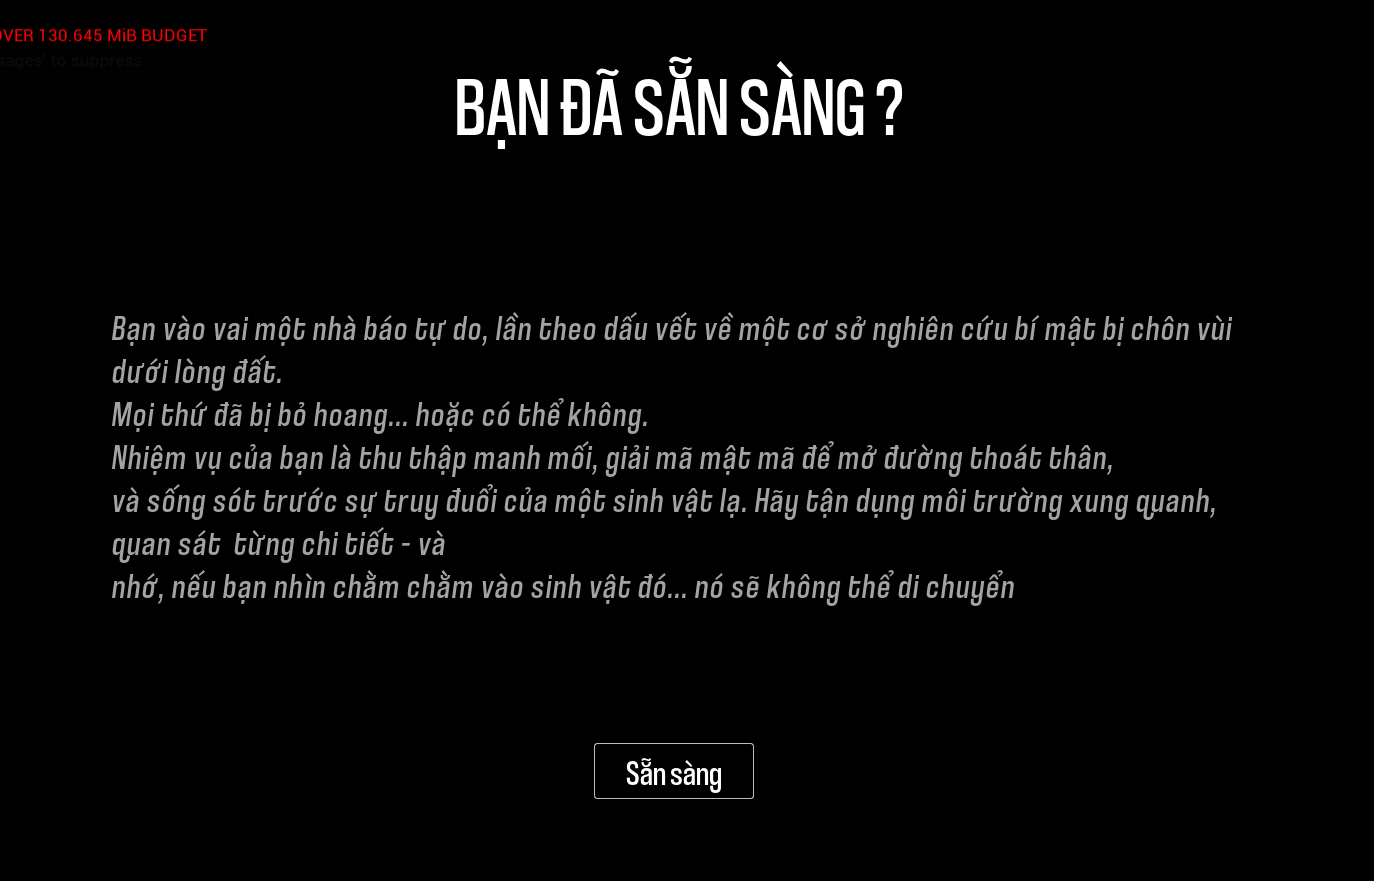 OVER 130.645 MiB BUDGET
sages' to suppress
BẠN ĐÃ SẴN SÀNG ?
Bạn vào vai một nhà báo tự do, lần theo dấu vết về một cơ sở nghiên cứu bí mật bị chôn vùi
dưới lòng đất.
Mọi thứ đã bị bỏ hoang... hoặc có thể không.
Nhiệm vụ của bạn là thu thập manh mối, giải mã mật mã để mở đường thoát thân,
và sống sót trước sự truy đuổi của một sinh vật lạ. Hãy tận dụng môi trường xung quanh,
quan sát  từng chi tiết - và
nhớ, nếu bạn nhìn chằm chằm vào sinh vật đó... nó sẽ không thể di chuyển
Sẵn sàng